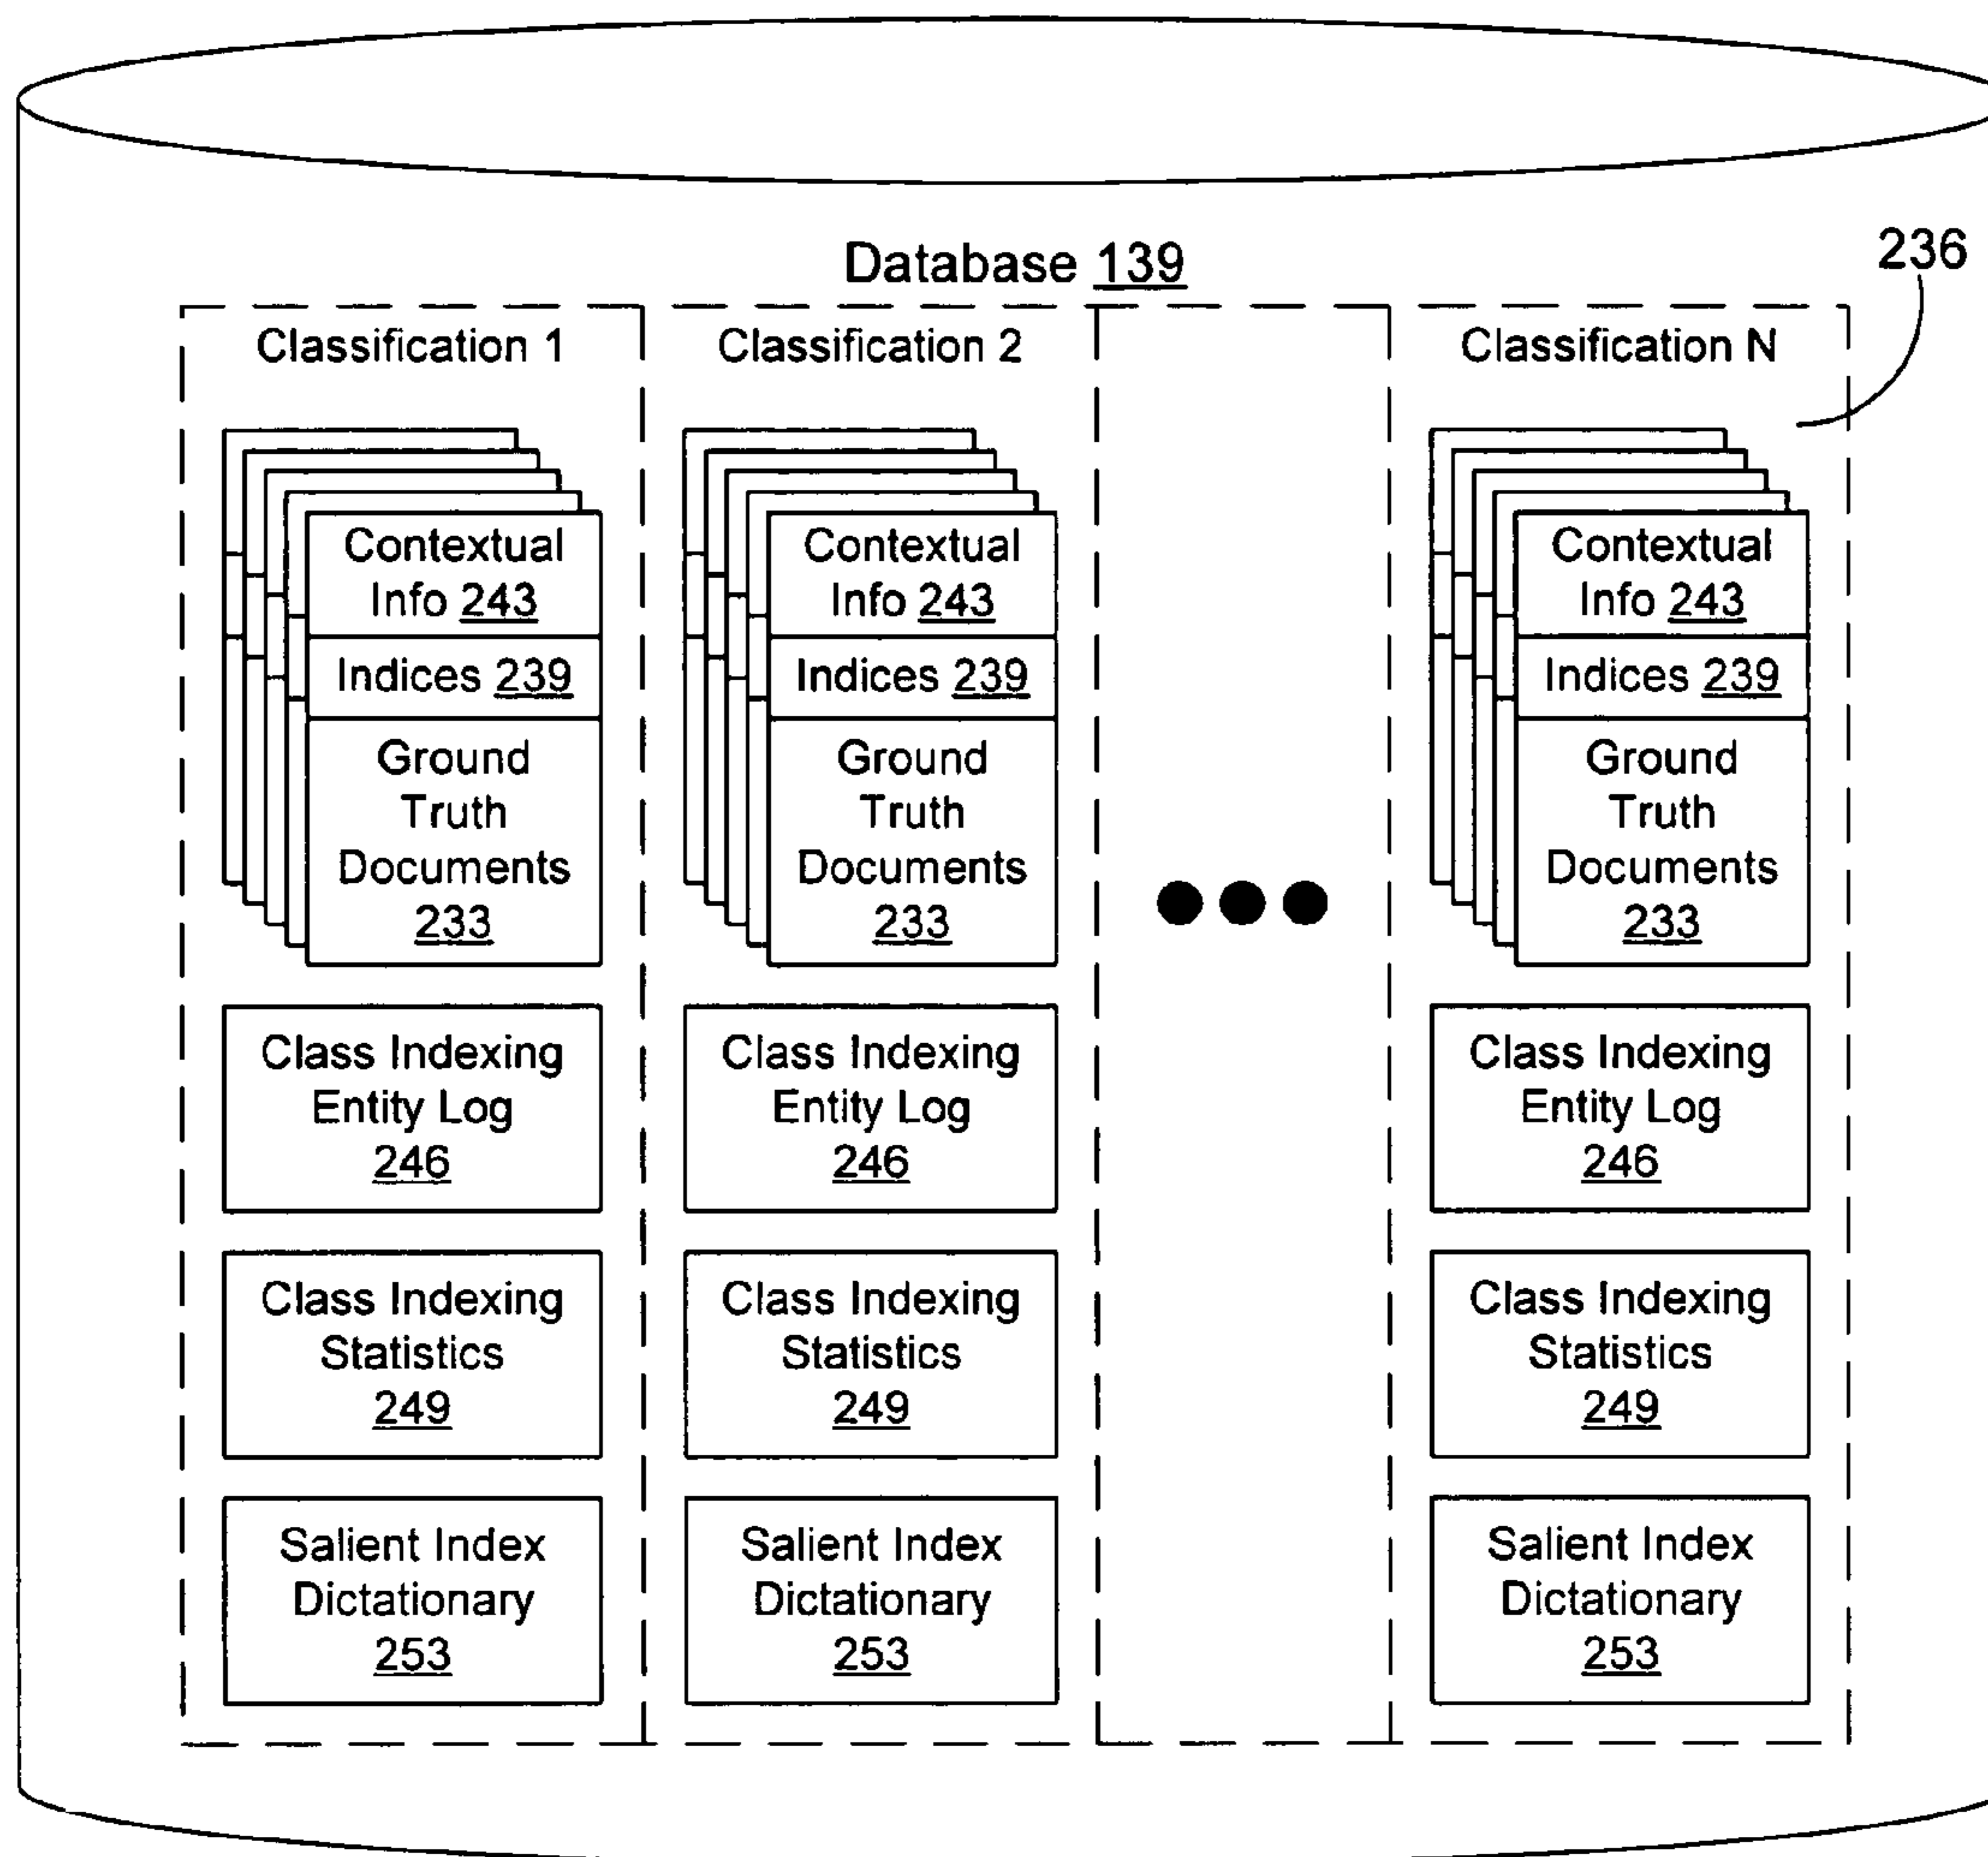 Database 139
236
Classification 1
Contextual
Info 243
Indices 239
Ground
Truth
Documents
233
Class Indexing
Entity Log
246
Class Indexing
Statistics
249
Salient Index
Dictationary
253
Classification 2
Contextual
Info 243
Indices 239
Ground
Truth
Documents
233
Class Indexing
Entity Log
246
Class Indexing
Statistics
249
Salient Index
Dictationary
253
Classification N
Contextual
Info 243
Indices 239
Ground
Truth
Documents
233
Class Indexing
Entity Log
246
Class Indexing
Statistics
249
Salient Index
Dictationary
253